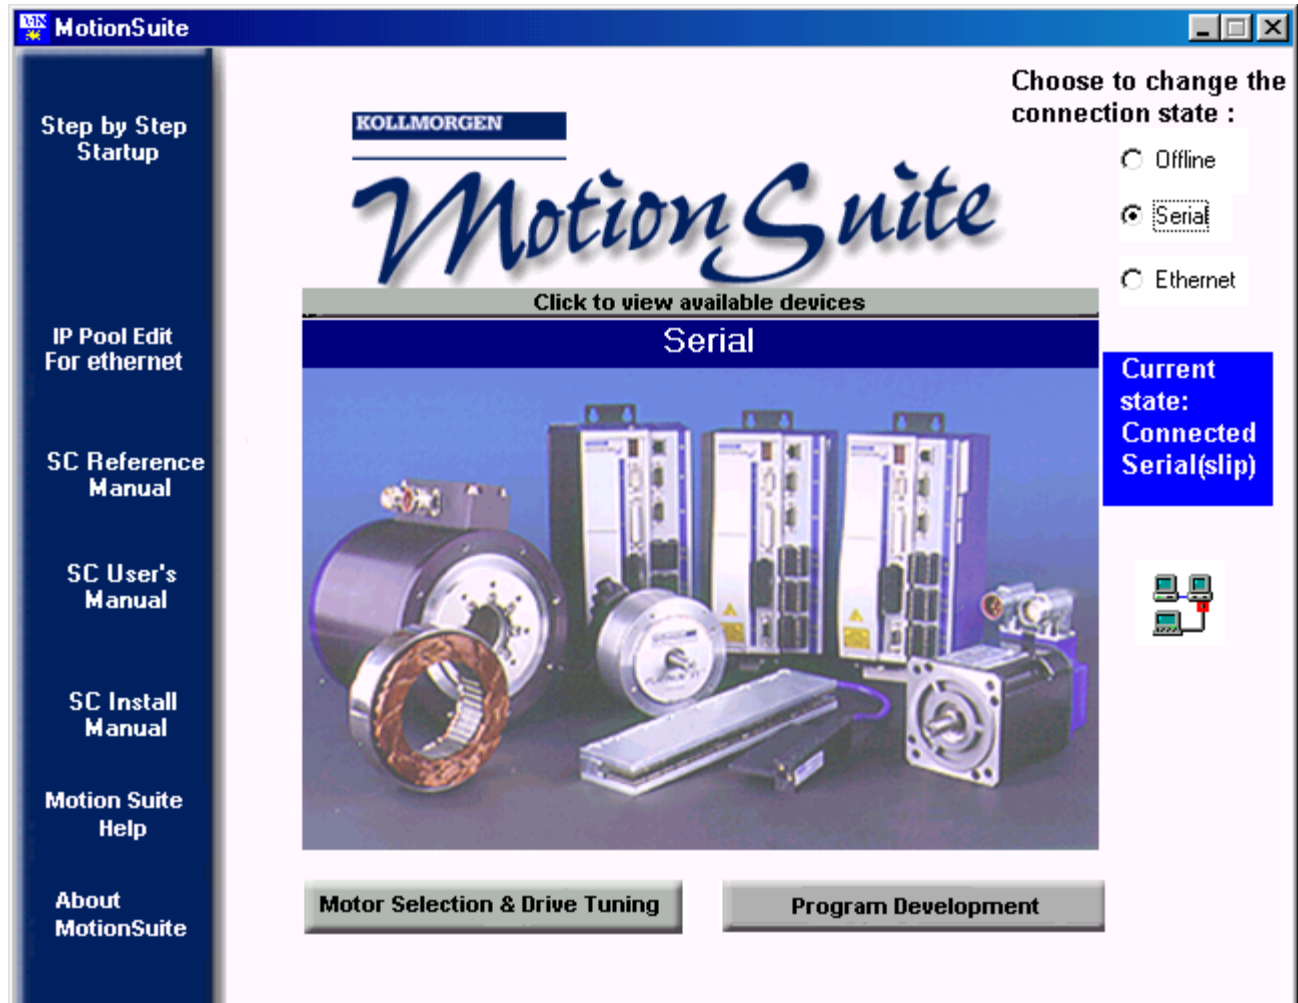 MotionSuite
Step by Step
Startup
IP Pool Edit
For ethernet
SC Reference
Manual
SC User's
Manual
SC Install
Manual
Motion Suite
Help
About
MotionSuite
KOLLMORGEN
MotionSuite
Click to view available devices
Serial
Motor Selection & Drive Tuning
Program Development
Choose to change the
connection state :
Offline
Serial
Ethernet
Current
state:
Connected
Serial(slip)